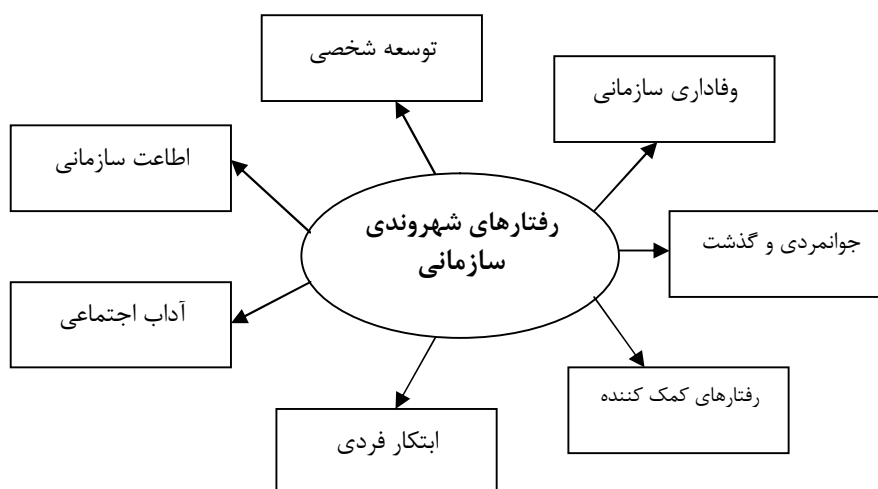 توسعه شخصی
وفاداری سازمانی
اطاعت سازمانی
رفتارهای شهروندی
سازمانی
جوانمردی و گذشت
آداب اجتماعی
رفتارهای کمک کننده
ابتکار فردی